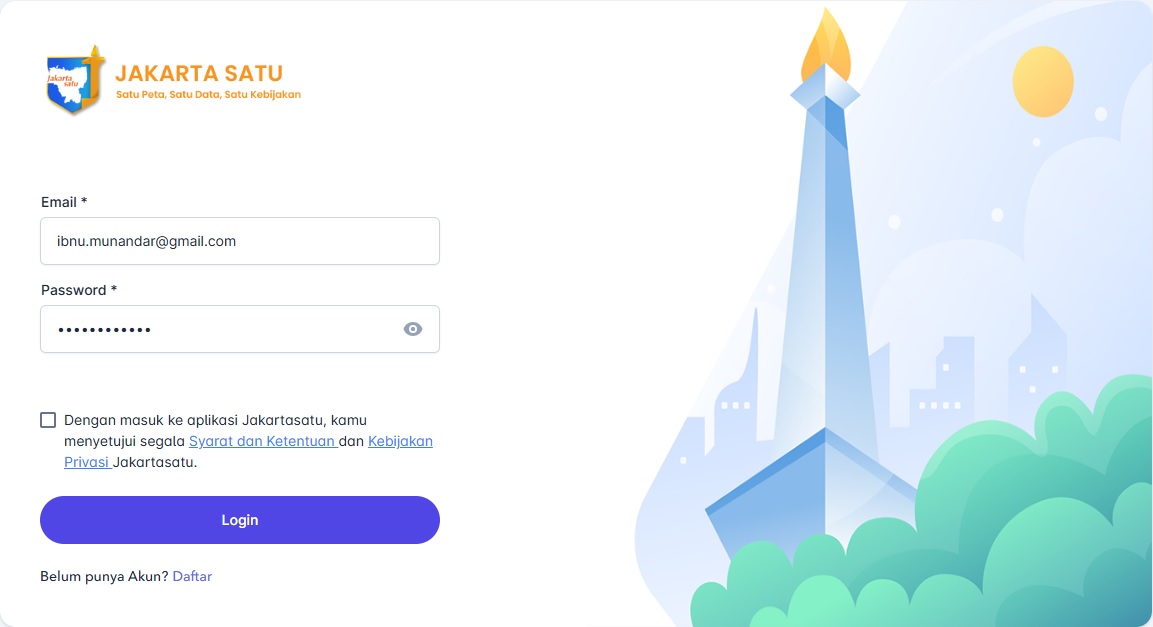 Jakarta
satu
JAKARTA SATU
Satu Peta, Satu Data, Satu Kebijakan
Email *
ibnu.munandar@gmail.com
Password *
••••••••••••
Dengan masuk ke aplikasi Jakartasatu, kamu
menyetujui segala Syarat dan Ketentuan dan Kebijakan
Privasi Jakartasatu.
Login
Belum punya Akun? Daftar